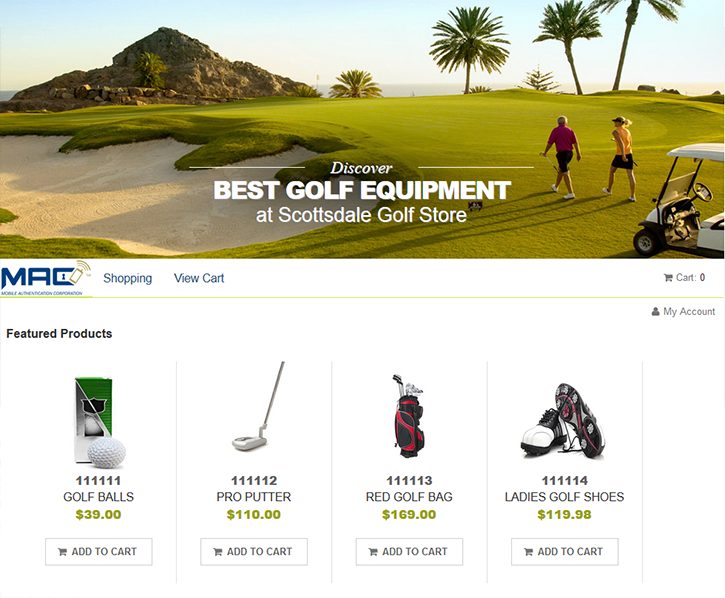 Discover
BEST GOLF EQUIPMENT
at Scottsdale Golf Store
MAC
MOBILE AUTHENTICATION CORPORATION
Shopping
View Cart
Cart: 0
My Account
Featured Products
111111
GOLF BALLS
$39.00
ADD TO CART
111112
PRO PUTTER
$110.00
ADD TO CART
111113
RED GOLF BAG
$169.00
ADD TO CART
111114
LADIES GOLF SHOES
$119.98
ADD TO CART